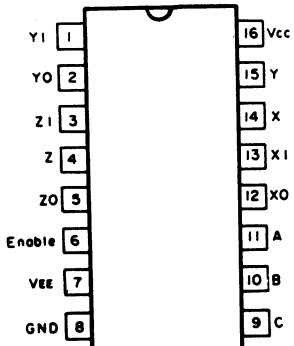 Y1 1 16 Vcc
Y0 2 15 Y
Z1 3 14 X
Z 4 13 X1
Z0 5 12 X0
Enable 6 11 A
VEE 7 10 B
GND 8 9 C